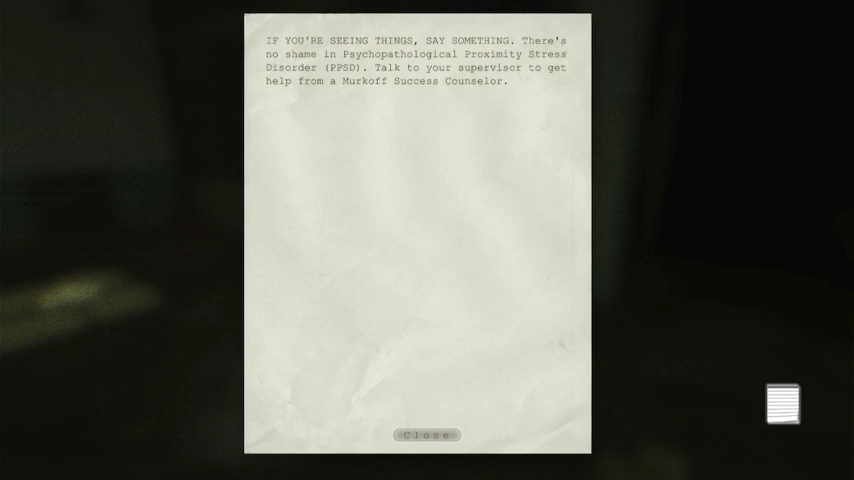 IF YOU'RE SEEING THINGS, SAY SOMETHING. There's
no shame in Psychopathological Proximity Stress
Disorder (PPSD). Talk to your supervisor to get
help from a Murkoff Success Counselor.
Close